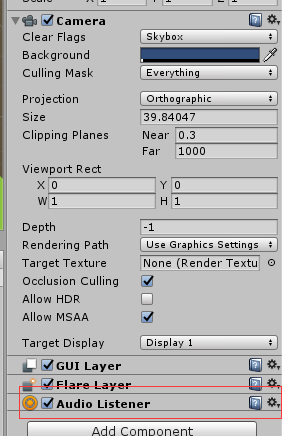 Camera
Clear Flags Skybox
Background
Culling Mask Everything
Projection Orthographic
Size 39.84047
Clipping Planes Near 0.3
Far 1000
Viewport Rect
X 0 Y 0
W 1 H 1
Depth -1
Rendering Path Use Graphics Settings
Target Texture None (Render Textu
Occlusion Culling
Allow HDR
Allow MSAA
Target Display Display 1
GUI Layer
Flare Layer
Audio Listener
Add Component